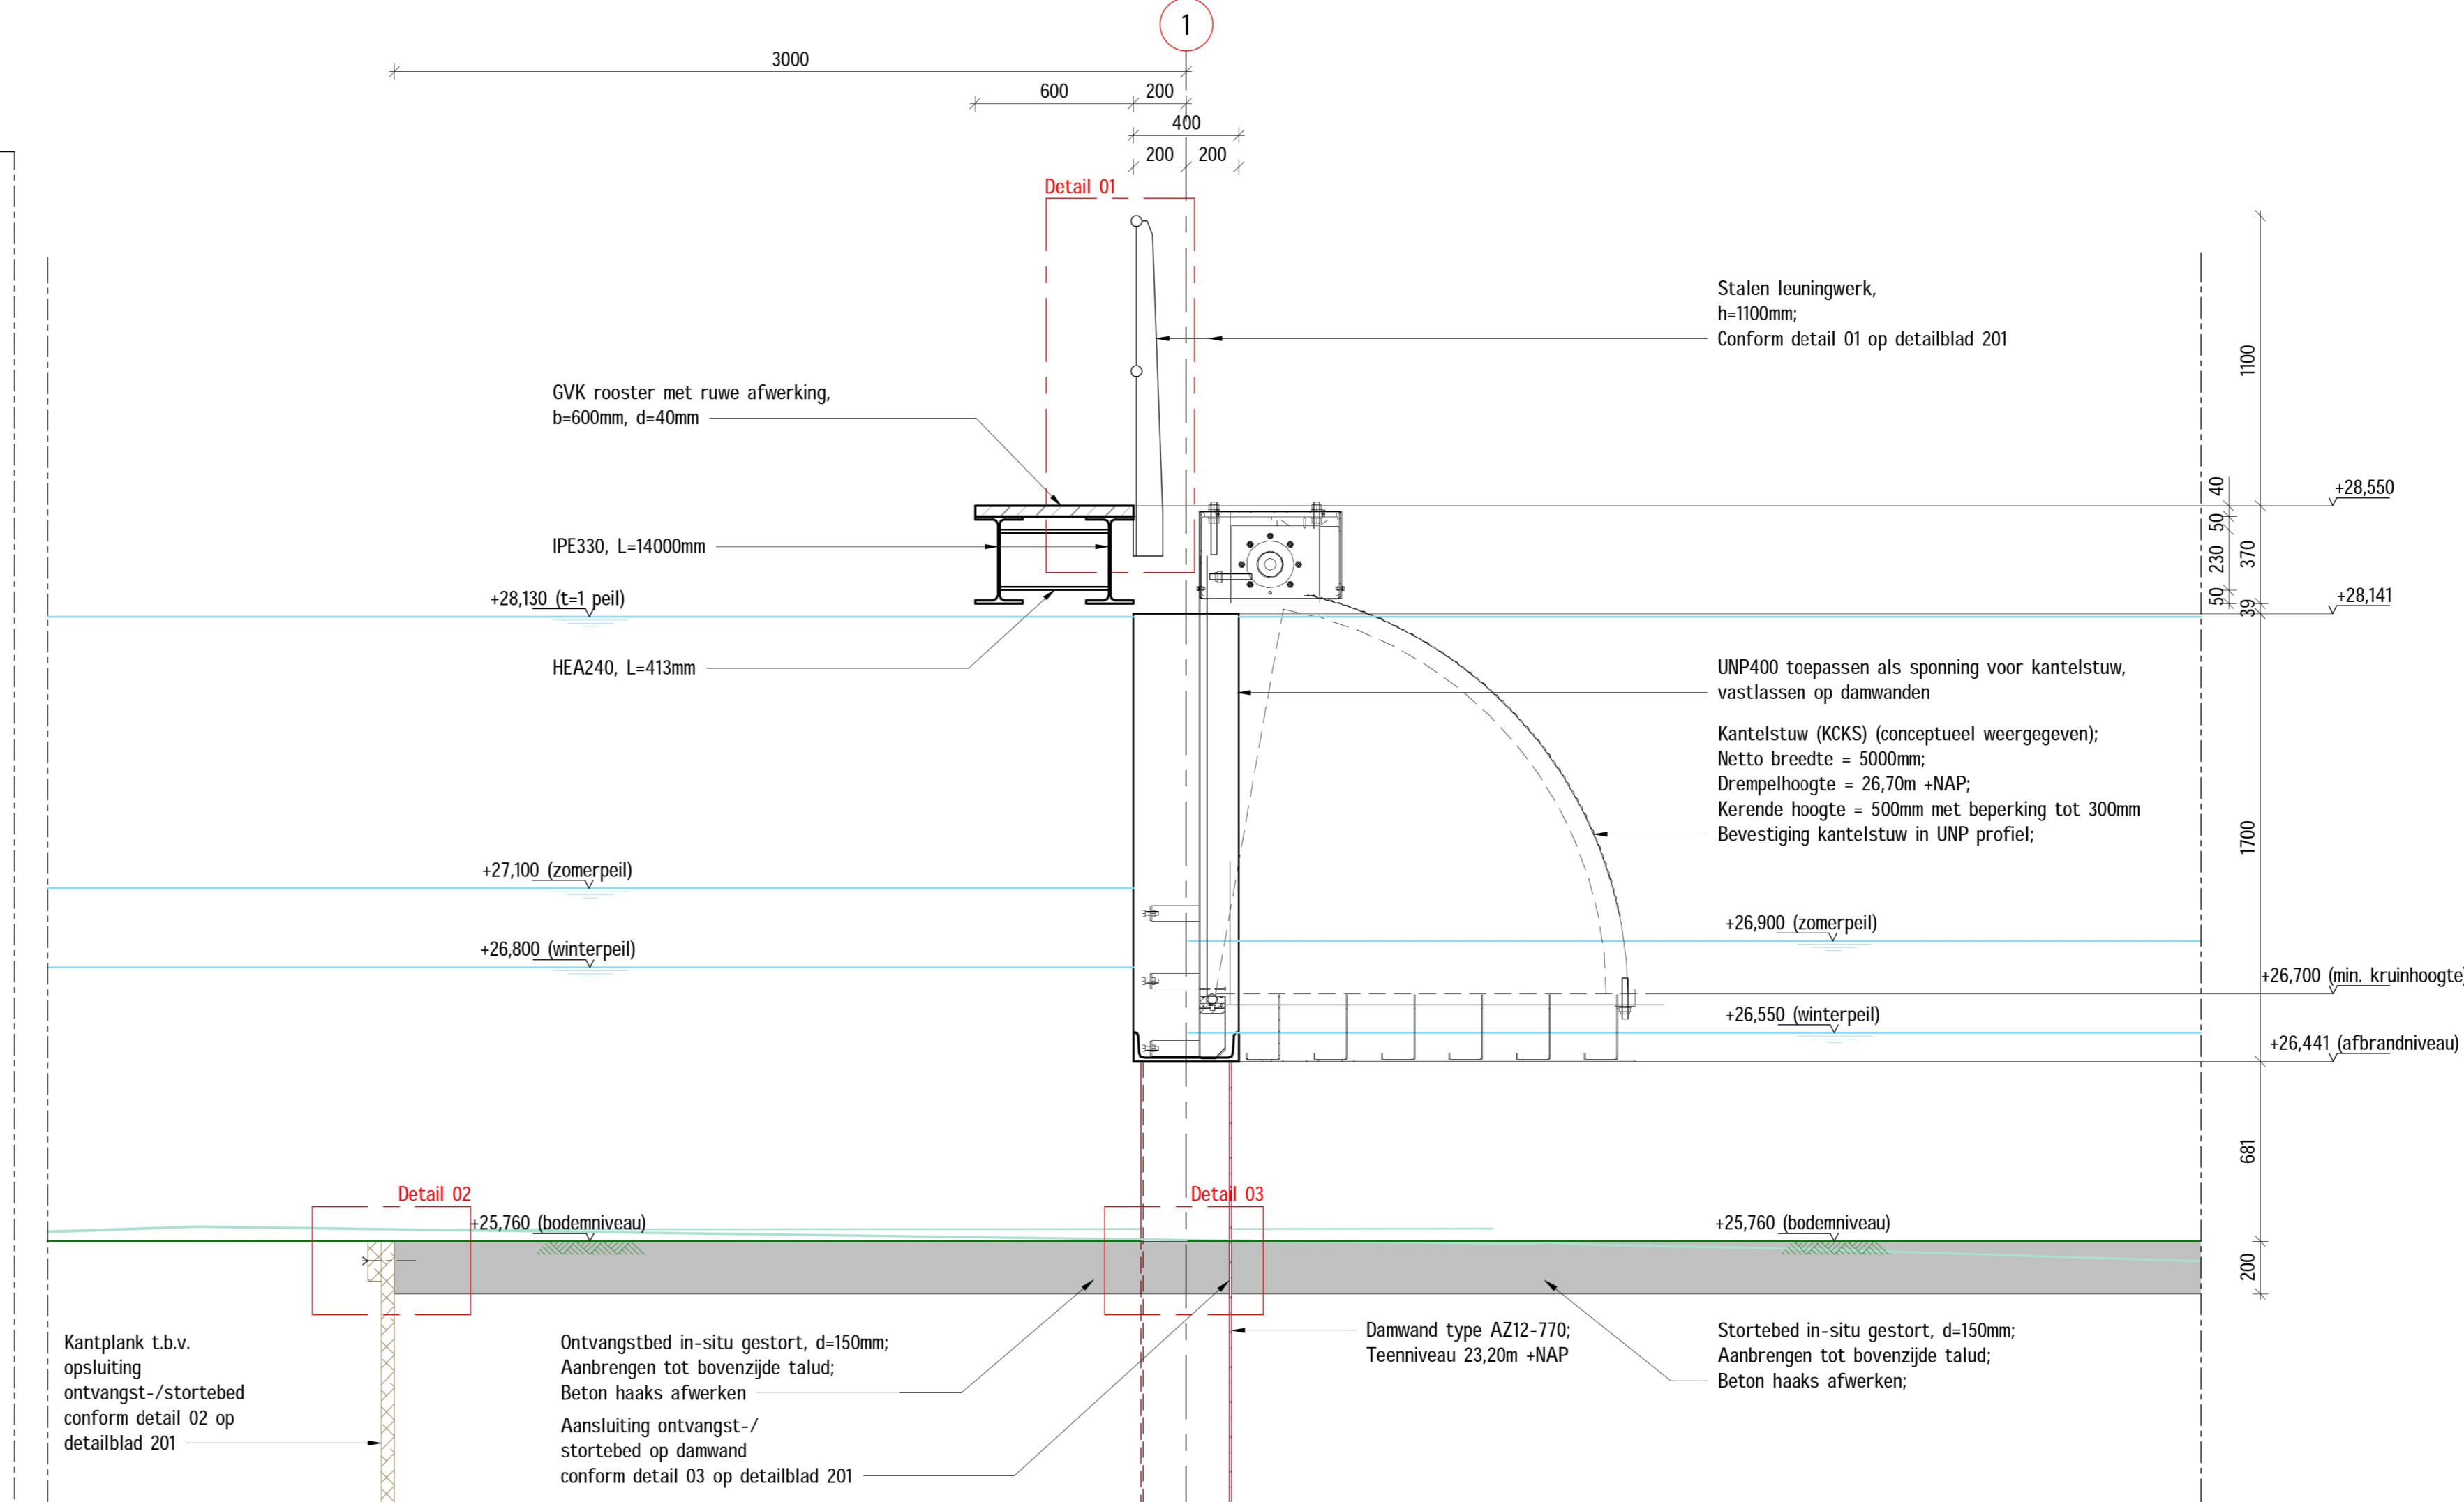 1
3000
600
200
400
200
200
Detail 01
Stalen leuningwerk,
h=1100mm;
Conform detail 01 op detailblad 201
1100
GVK rooster met ruwe afwerking,
b=600mm, d=40mm
40
+28,550
50
IPE330, L=14000mm
230
370
+28,130 (t=1 peil)
50
39
+28,141
HEA240, L=413mm
UNP400 toepassen als sponning voor kantelstuw,
vastlassen op damwanden
Kantelstuw (KCKS) (conceptueel weergegeven);
Netto breedte = 5000mm;
Drempelhoogte = 26,70m +NAP;
Kerende hoogte = 500mm met beperking tot 300mm
Bevestiging kantelstuw in UNP profiel;
1700
+27,100 (zomerpeil)
+26,900 (zomerpeil)
+26,800 (winterpeil)
+26,700 (min. kruinhoogte)
+26,550 (winterpeil)
+26,441 (afbrandniveau)
681
Detail 02
Detail 03
+25,760 (bodemniveau)
+25,760 (bodemniveau)
200
Kantplank t.b.v.
opsluiting
ontvangst-/stortebed
conform detail 02 op
detailblad 201
Ontvangstbed in-situ gestort, d=150mm;
Aanbrengen tot bovenzijde talud;
Beton haaks afwerken
Aansluiting ontvangst-/
stortebed op damwand
conform detail 03 op detailblad 201
Damwand type AZ12-770;
Teenniveau 23,20m +NAP
Stortebed in-situ gestort, d=150mm;
Aanbrengen tot bovenzijde talud;
Beton haaks afwerken;